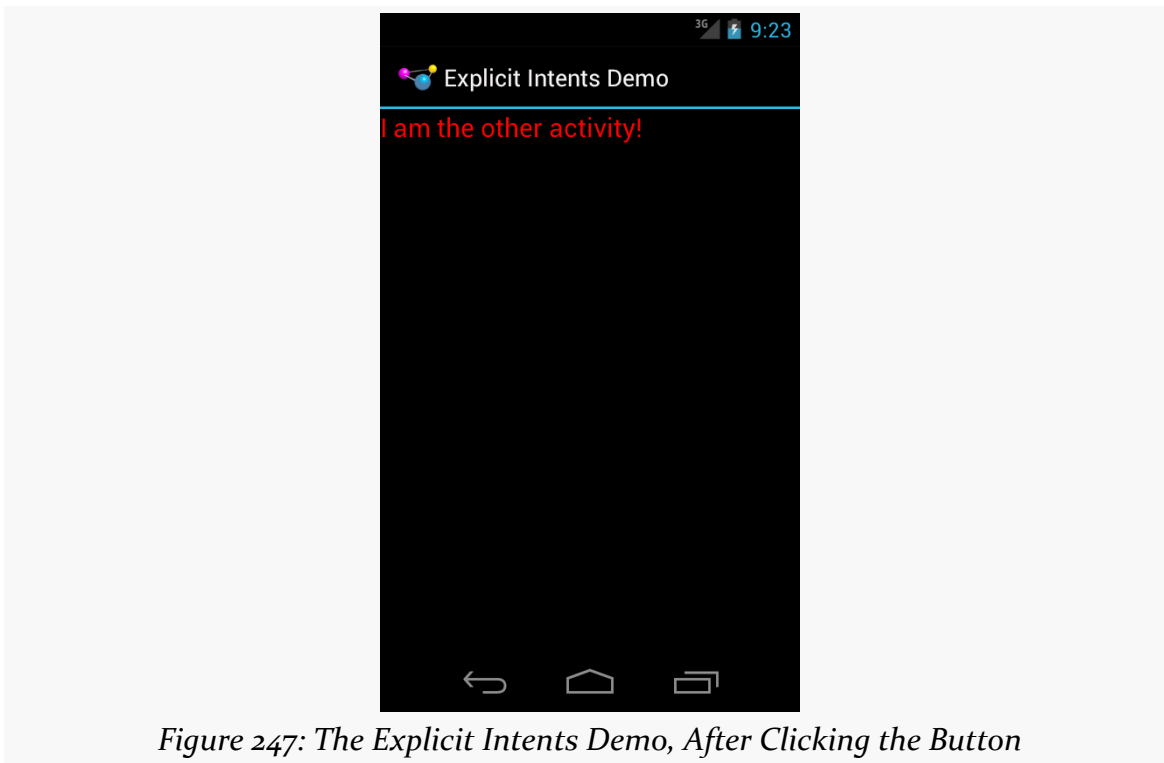 3G 9:23
Explicit Intents Demo
I am the other activity!
Figure 247: The Explicit Intents Demo, After Clicking the Button